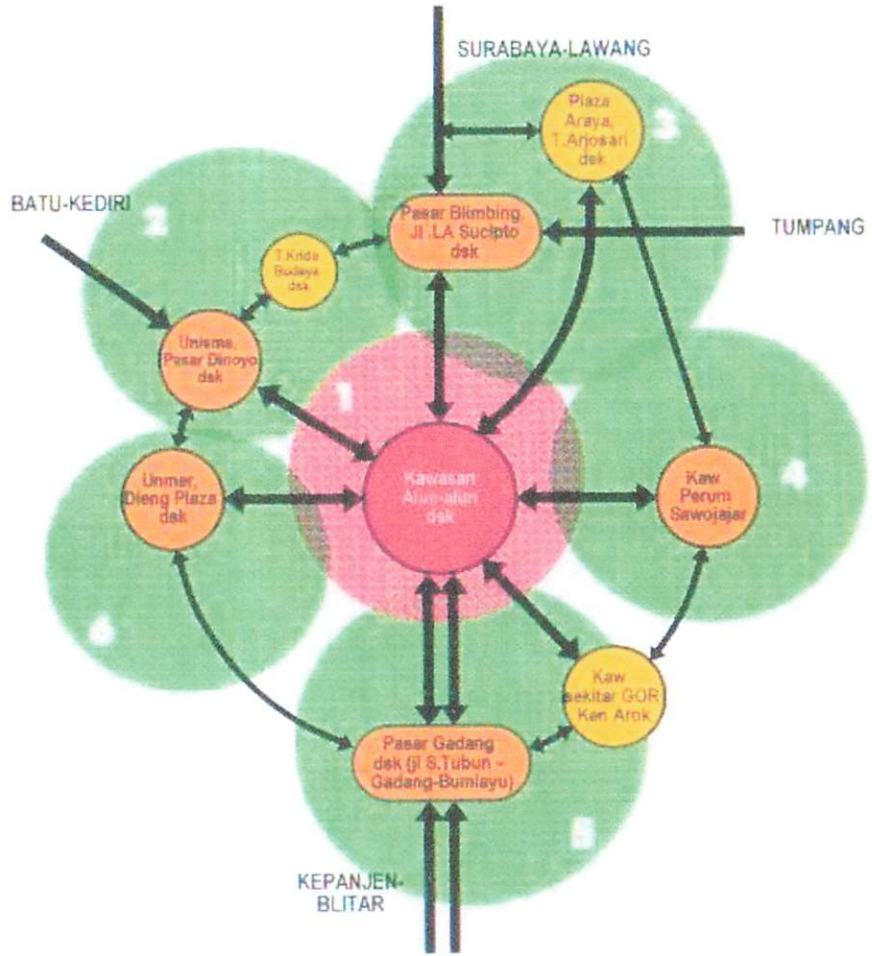 SURABAYA-LAWANG
Plaza
Araya,
T.Arjosari
dsk
3
BATU-KEDIRI
2
Pasar Blimbing,
Jl .LA Sucipto
dsk
TUMPANG
T.Krida
Budaya
dsk
Unisma,
Pasar Dinoyo
dsk
1
Unmer,
Dieng Plaza
dsk
Kawasan
Alun-alun
dsk
Kaw
Perum
Sawojajar
4
6
Kaw
sekitar GOR
Ken Arok
Pasar Gadang
dsk (jl S.Tubun –
Gadang-Bumiayu)
5
KEPANJEN-
BLITAR